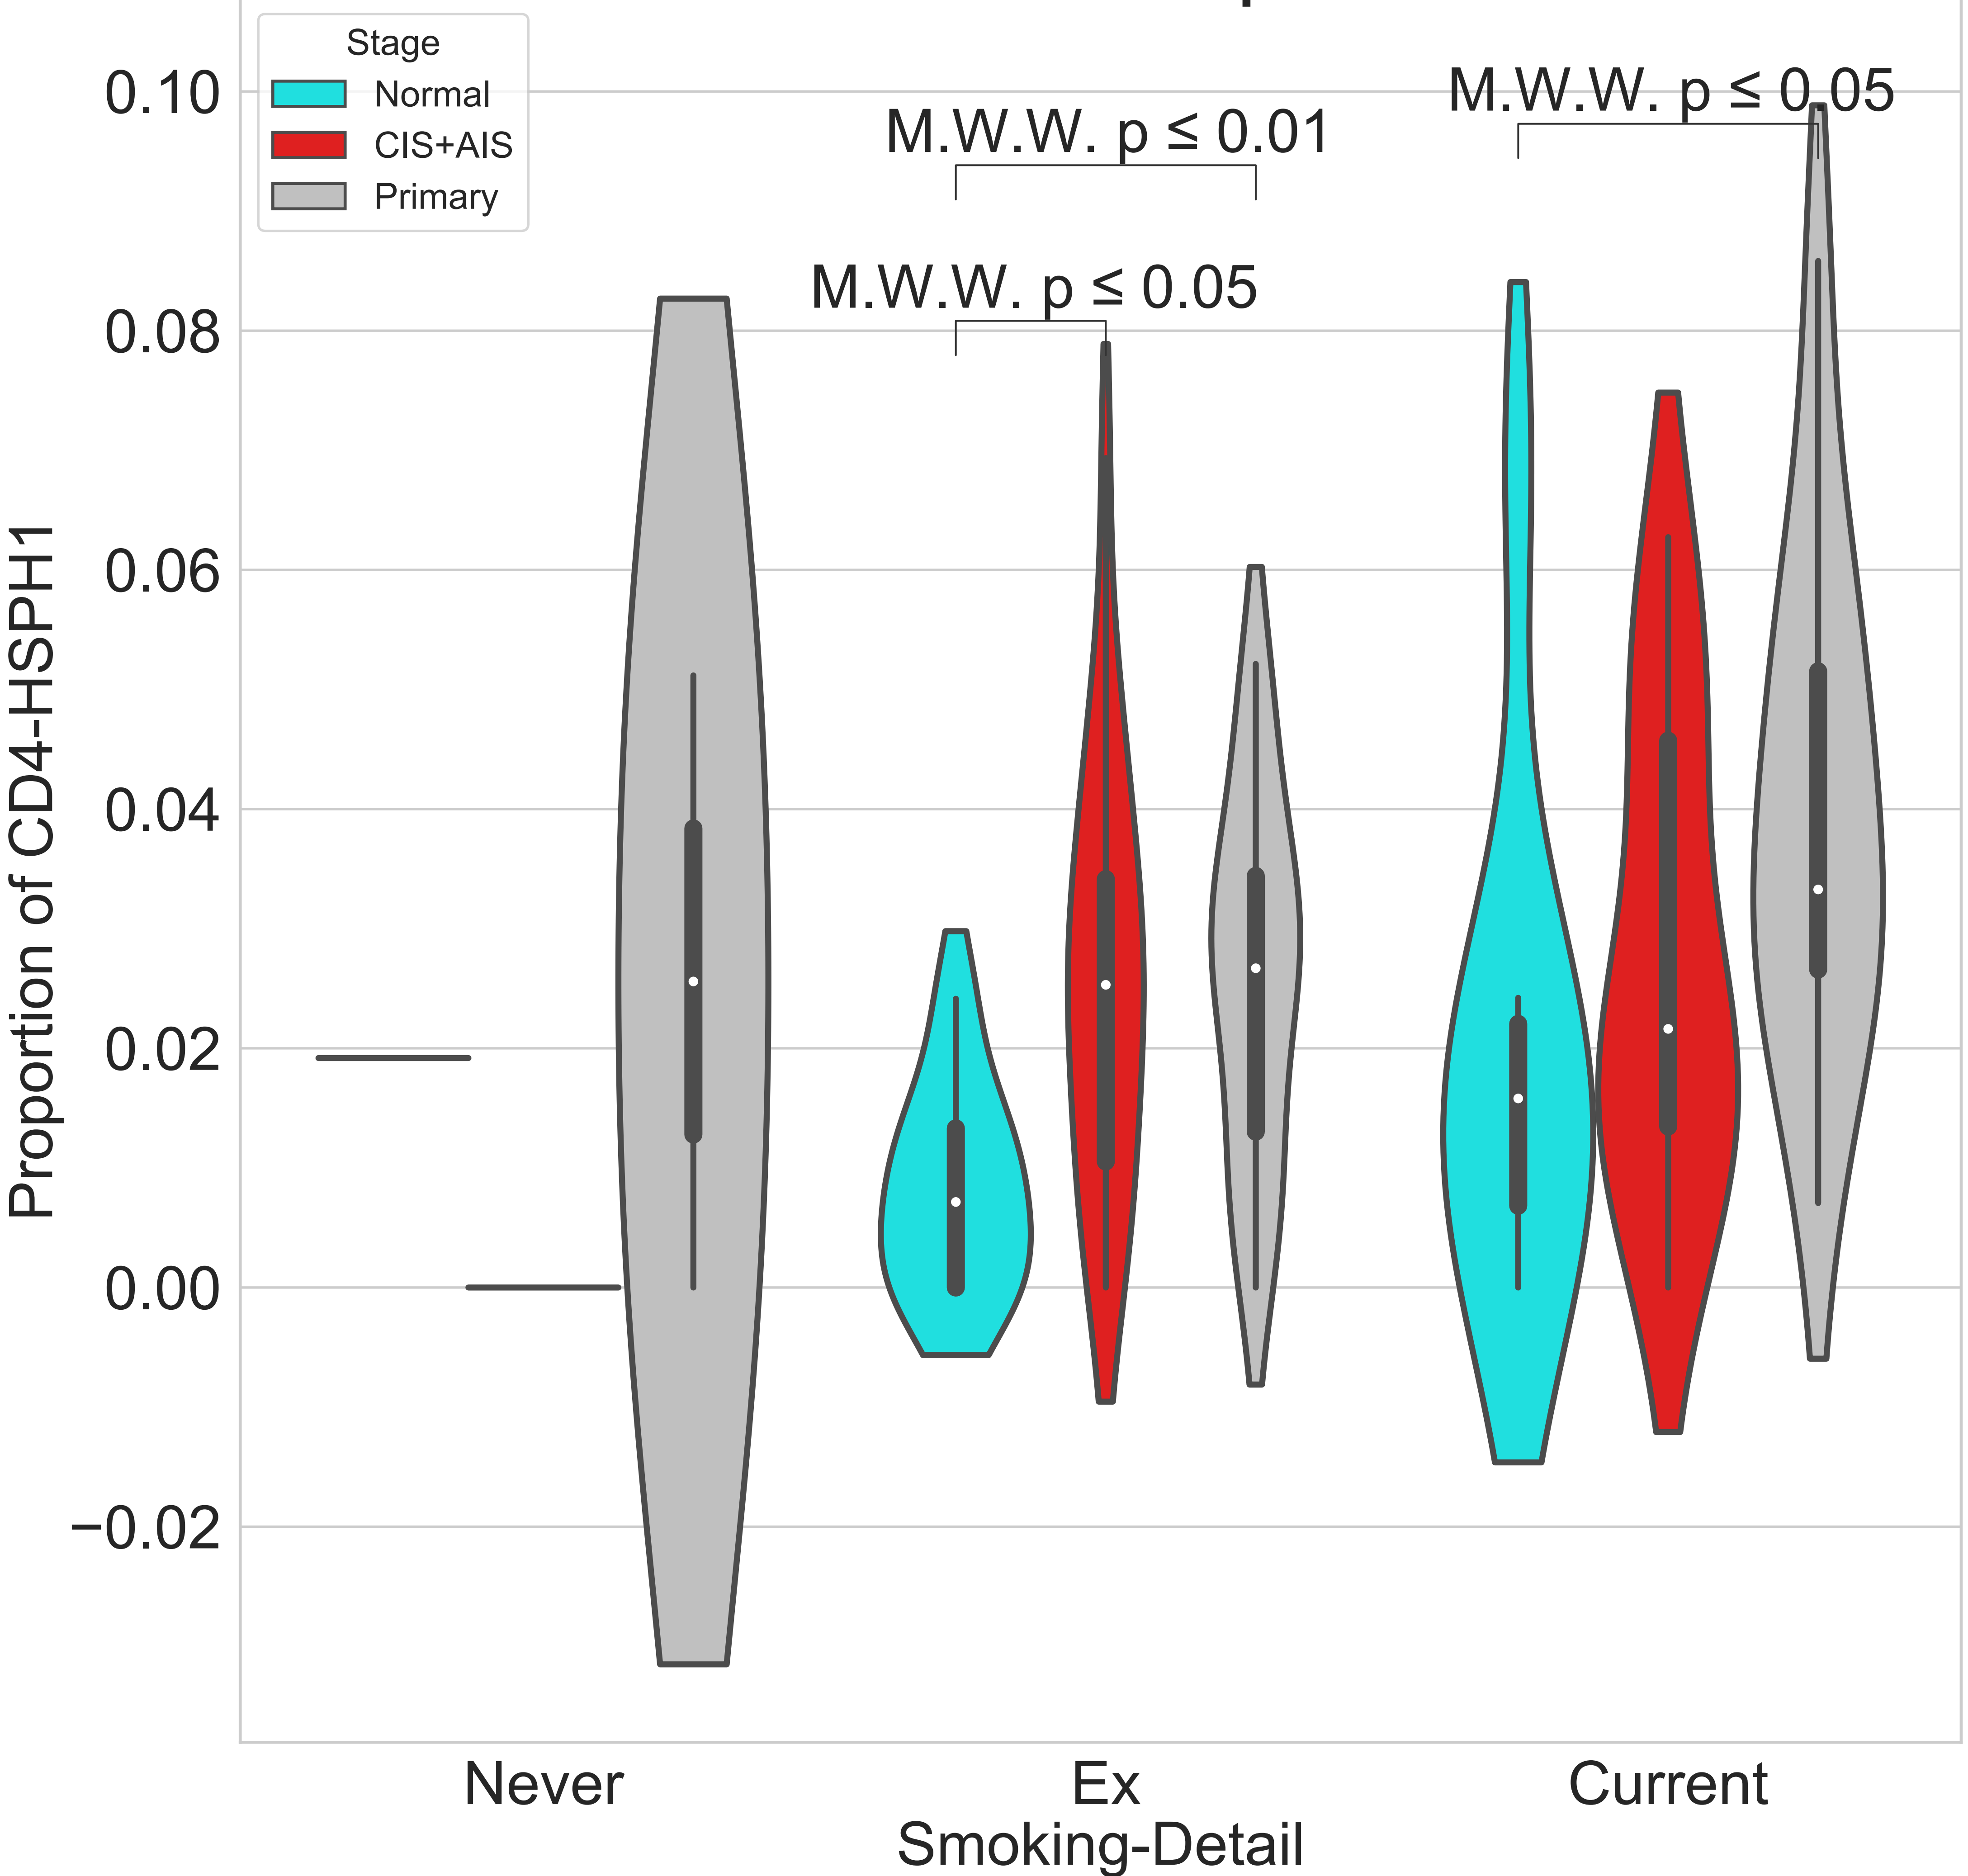 Stage
Normal
CIS+AIS
Primary
M.W.W. p ≤ 0.05
M.W.W. p ≤ 0.01
M.W.W. p ≤ 0.05
0.10
0.08
0.06
0.04
0.02
0.00
−0.02
Proportion of CD4-HSPH1
Never
Ex
Current
Smoking-Detail